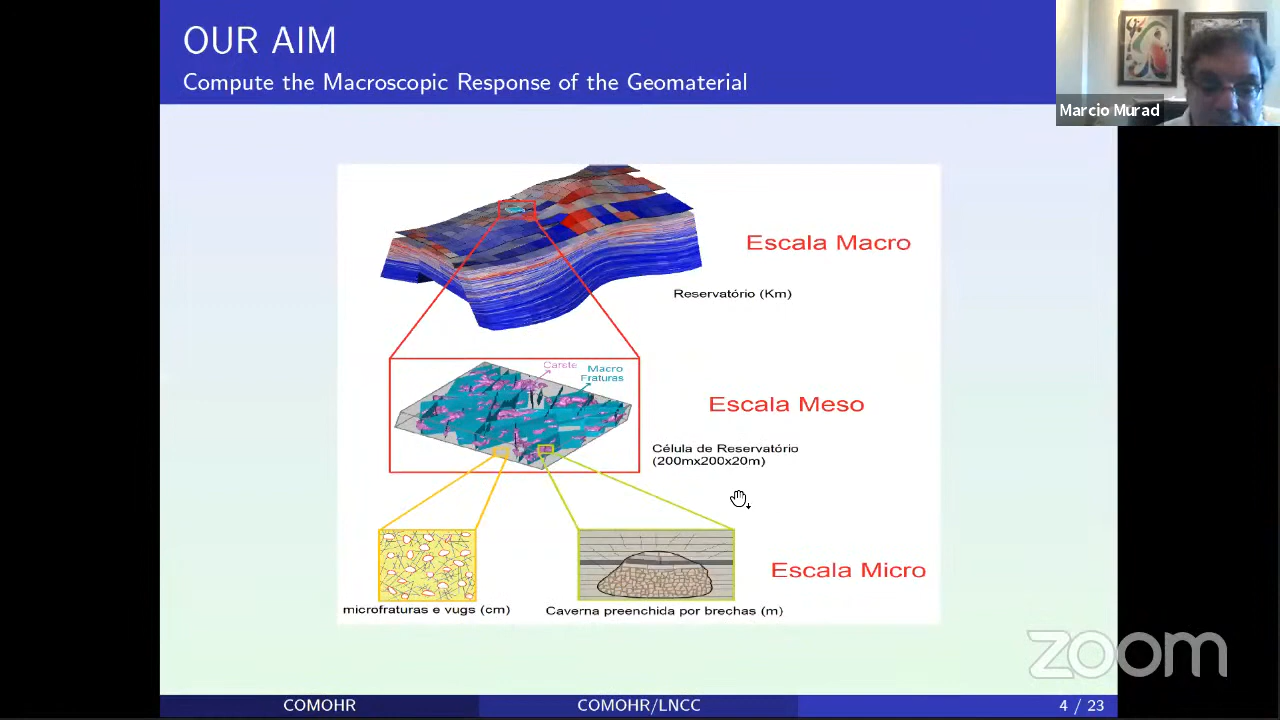 OUR AIM
Compute the Macroscopic Response of the Geomaterial
Marcio Murad
Escala Macro
Reservatório (Km)
Carste
Macro
Fraturas
Escala Meso
Célula de Reservatório
(200mx200x20m)
Escala Micro
microfraturas e vugs (cm)
Caverna preenchida por brechas (m)
zoom
COMOHR
COMOHR/LNCC
4 / 23